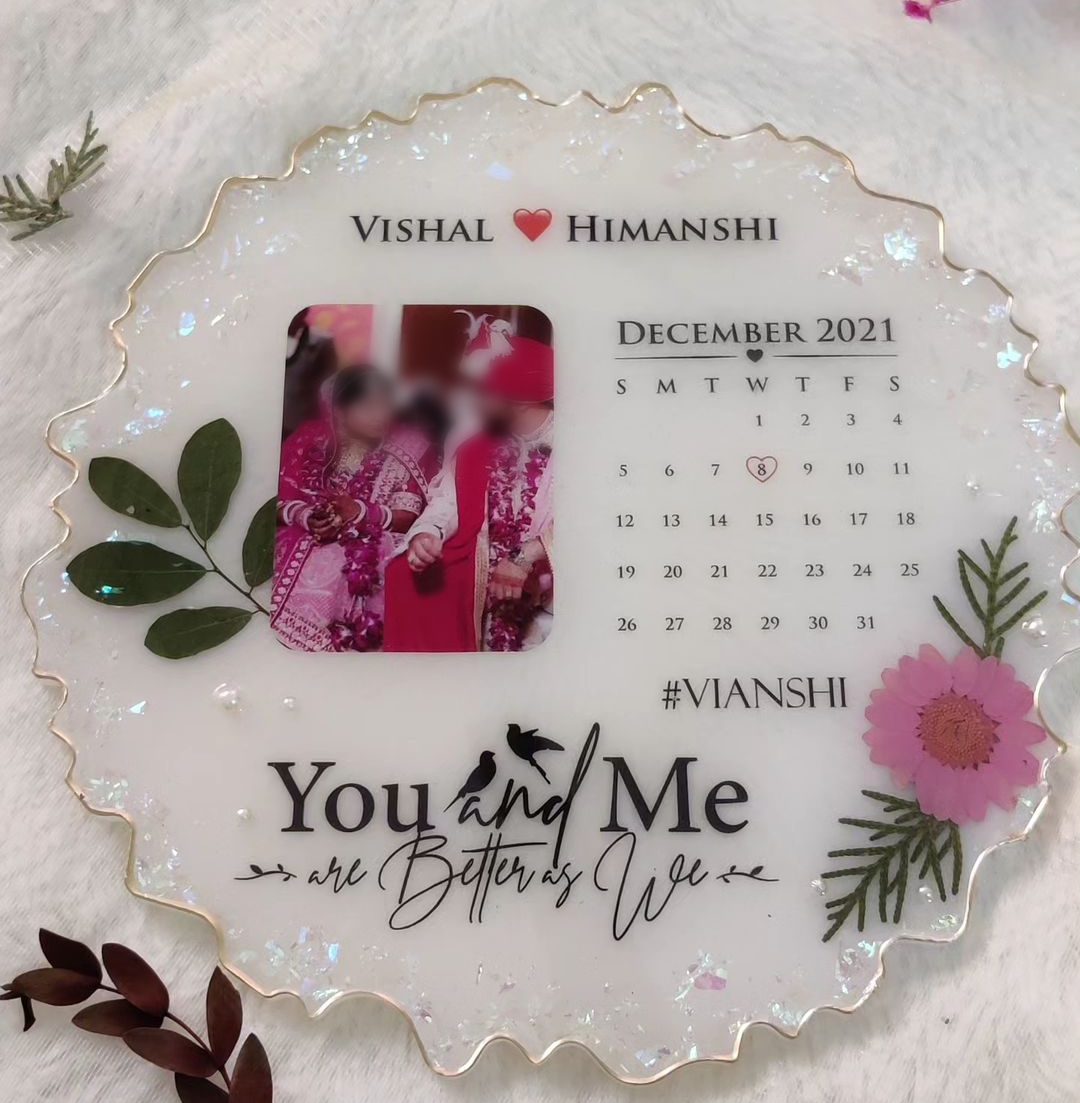 VISHAL ❤️ HIMANSHI
DECEMBER 2021
S M T W T F S
1 2 3 4
5 6 7 8 9 10 11
12 13 14 15 16 17 18
19 20 21 22 23 24 25
26 27 28 29 30 31
#VIANSHI
You and Me
are Better as We